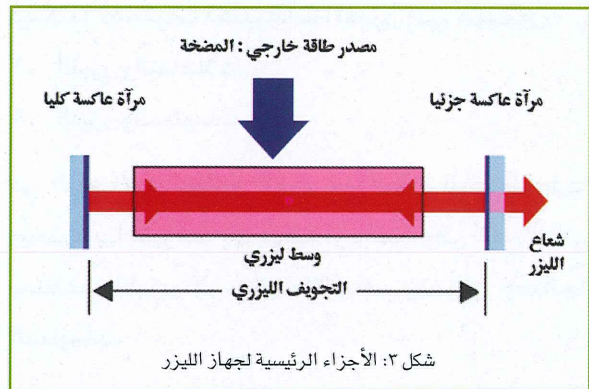 مصدر طاقة خارجي : المضخة
مرآة عاكسة جزئيا
مرآة عاكسة كليا
شعاع
الليزر
وسط ليزري
التجويف الليزري
شكل ٣: الأجزاء الرئيسية لجهاز الليزر